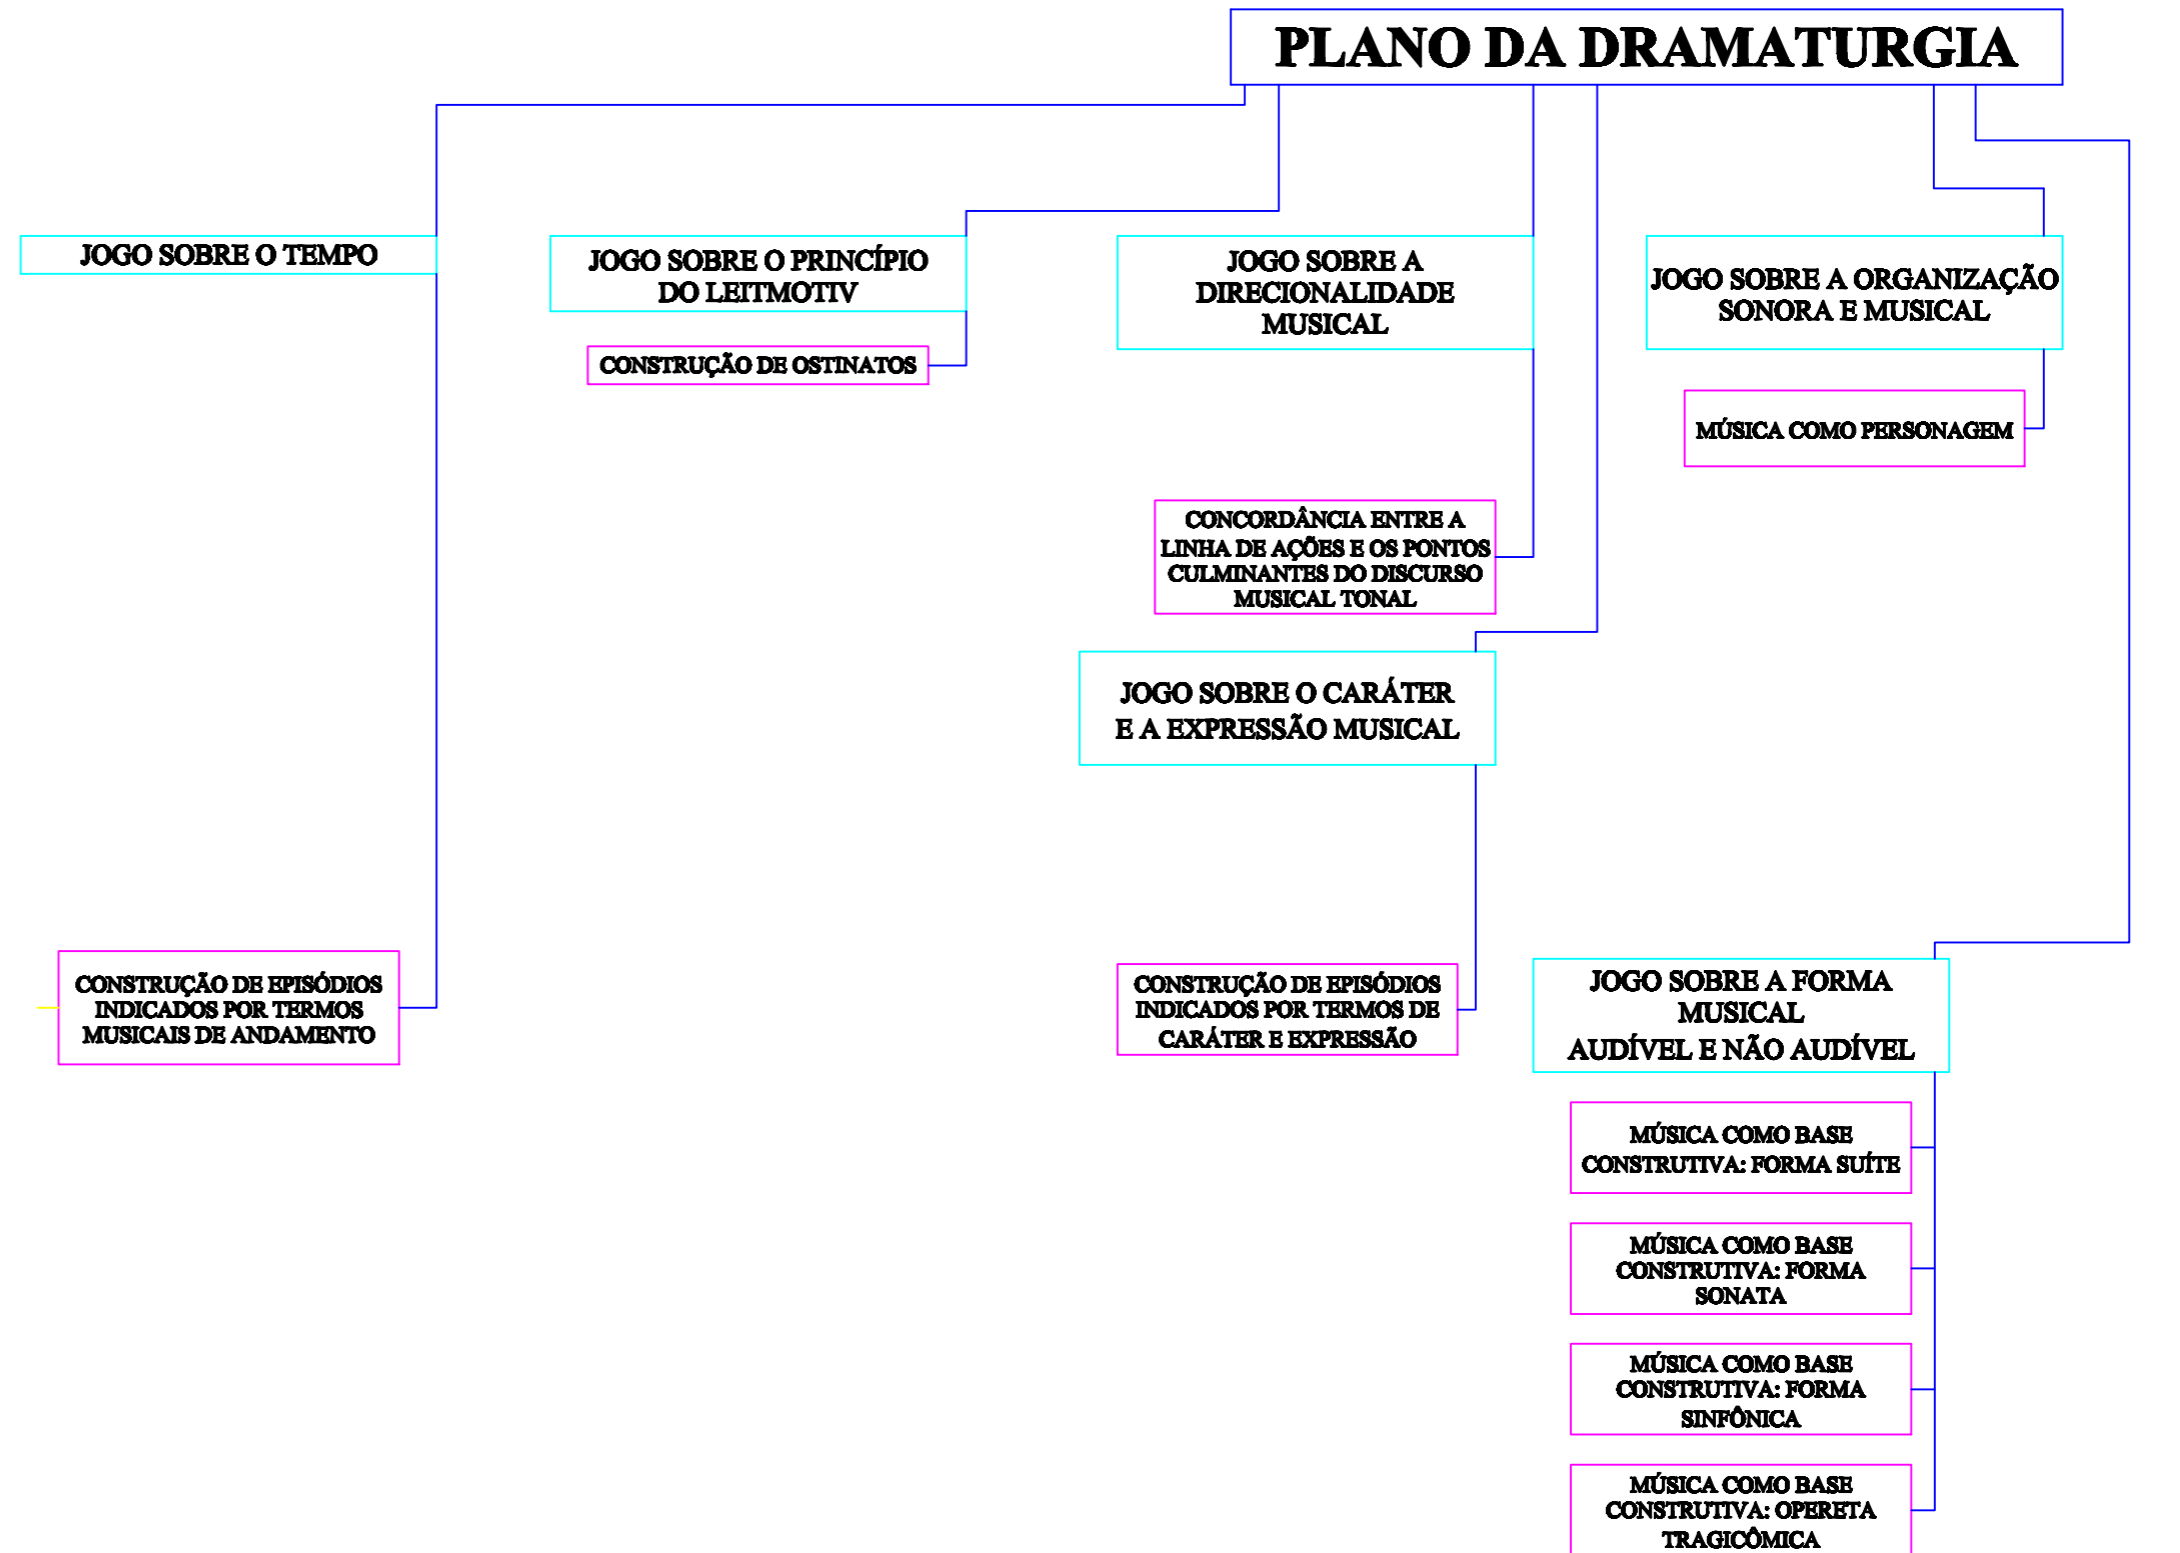 PLANO DA DRAMATURGIA
JOGO SOBRE O TEMPO
JOGO SOBRE O PRINCÍPIO
DO LEITMOTIV
JOGO SOBRE A
DIRECIONALIDADE
MUSICAL
JOGO SOBRE A ORGANIZAÇÃO
SONORA E MUSICAL
CONSTRUÇÃO DE OSTINATOS
MÚSICA COMO PERSONAGEM
CONCORDÂNCIA ENTRE A
LINHA DE AÇÕES E OS PONTOS
CULMINANTES DO DISCURSO
MUSICAL TONAL
JOGO SOBRE O CARÁTER
E A EXPRESSÃO MUSICAL
CONSTRUÇÃO DE EPISÓDIOS
INDICADOS POR TERMOS
MUSICAIS DE ANDAMENTO
CONSTRUÇÃO DE EPISÓDIOS
INDICADOS POR TERMOS DE
CARÁTER E EXPRESSÃO
JOGO SOBRE A FORMA
MUSICAL
AUDÍVEL E NÃO AUDÍVEL
MÚSICA COMO BASE
CONSTRUTIVA: FORMA SUÍTE
MÚSICA COMO BASE
CONSTRUTIVA: FORMA
SONATA
MÚSICA COMO BASE
CONSTRUTIVA: FORMA
SINFÔNICA
MÚSICA COMO BASE
CONSTRUTIVA: OPERETA
TRAGICÔMICA